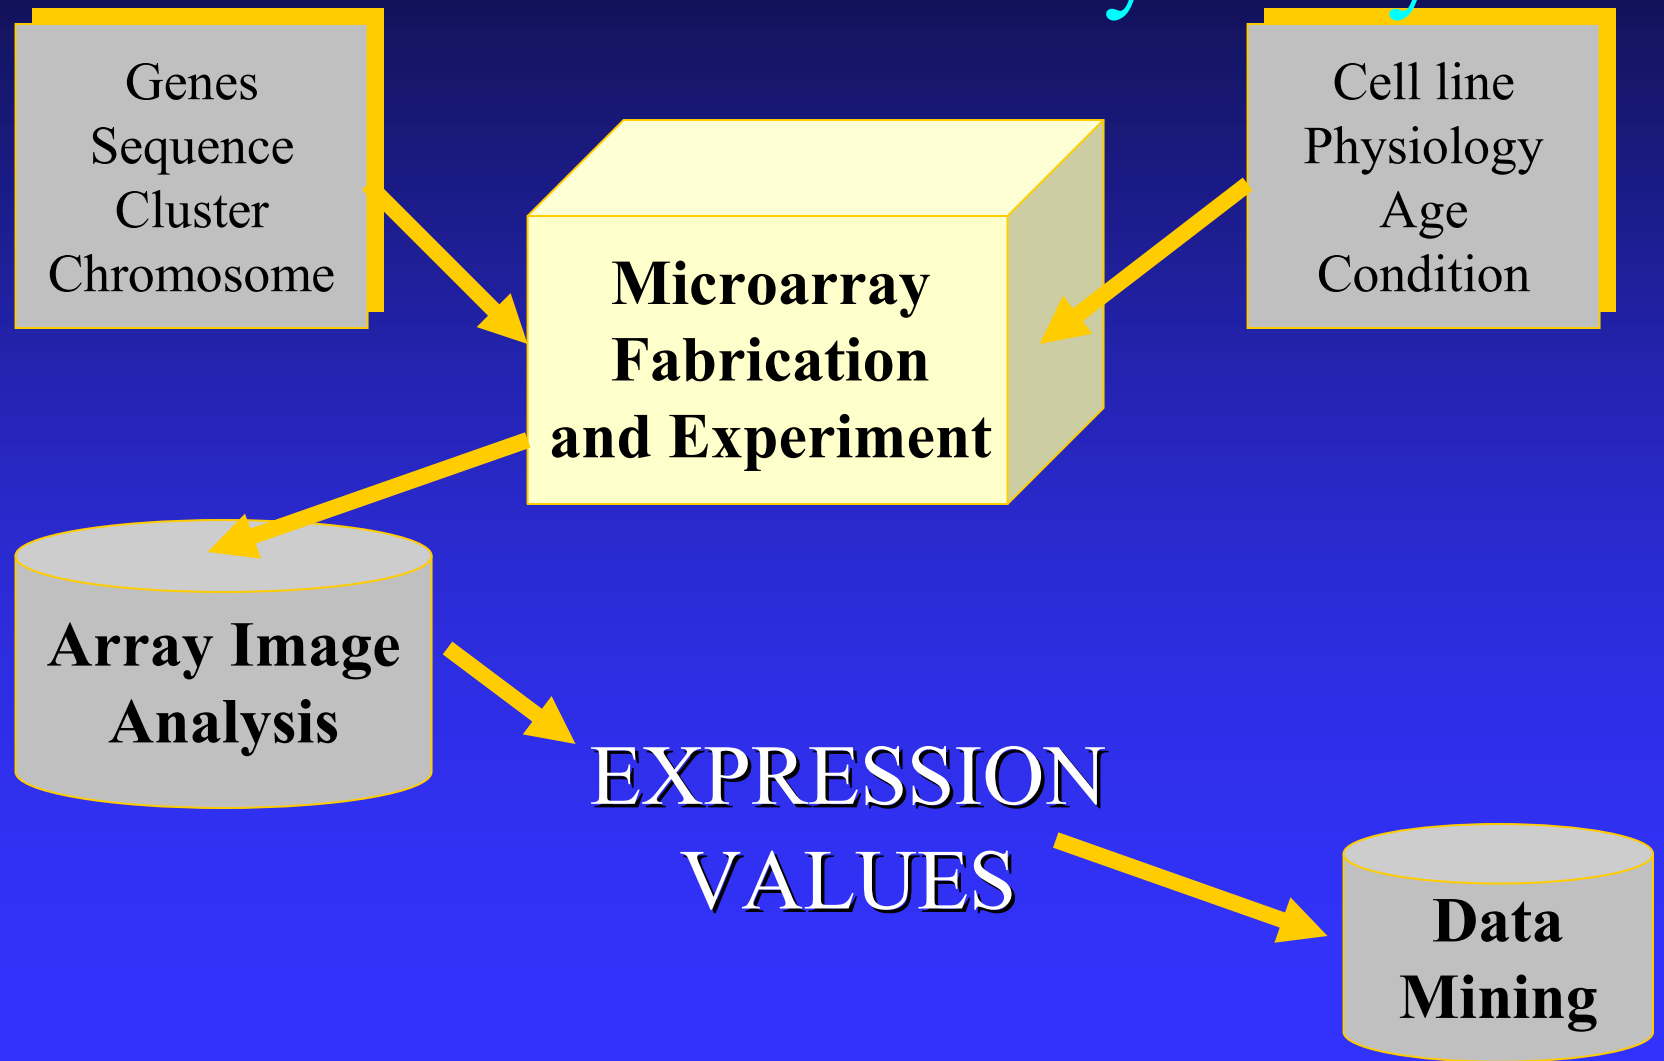 Genes
Sequence
Cluster
Chromosome
Cell line
Physiology
Age
Condition
Microarray
Fabrication
and Experiment
Array Image
Analysis
EXPRESSION
VALUES
Data
Mining